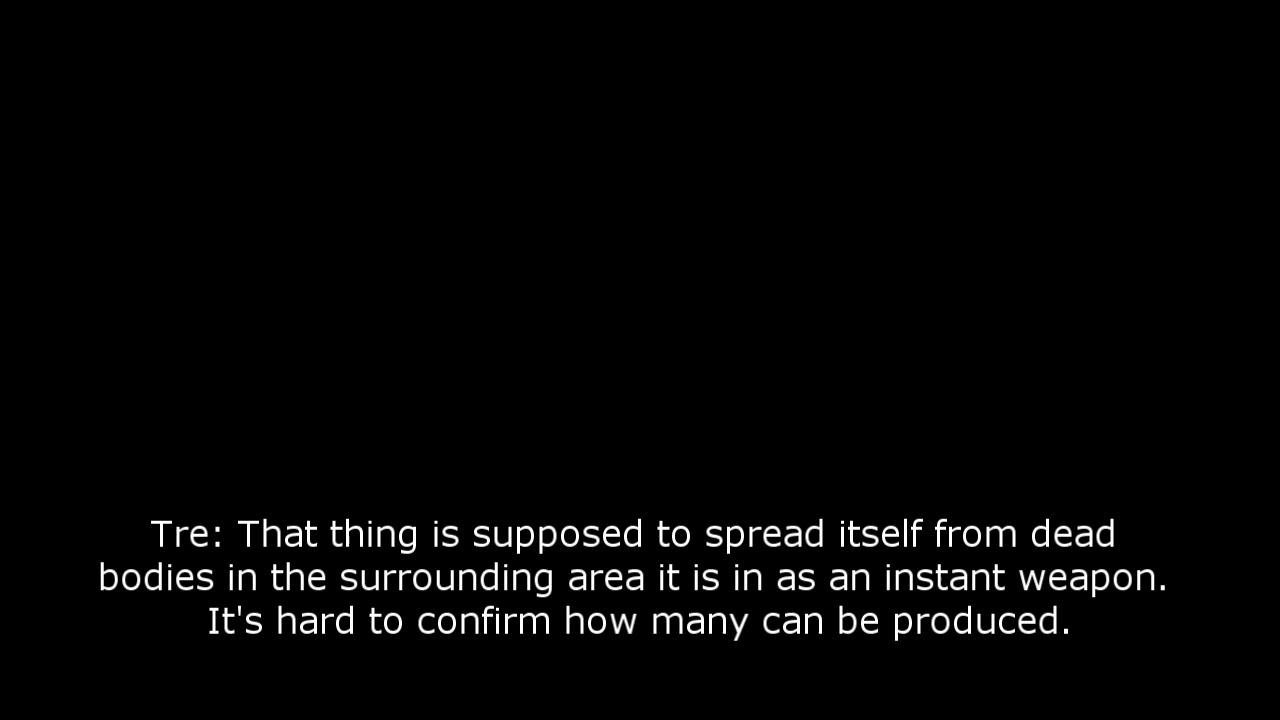 Tre: That thing is supposed to spread itself from dead
bodies in the surrounding area it is in as an instant weapon.
It's hard to confirm how many can be produced.